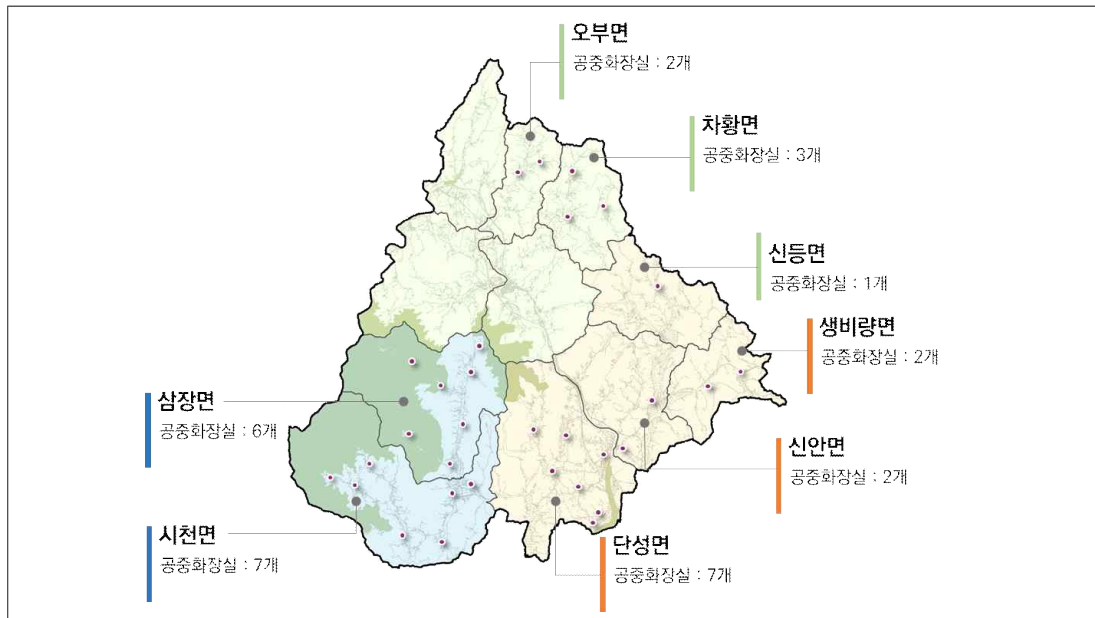 오부면
공중화장실 : 2개
차황면
공중화장실 : 3개
신등면
공중화장실 : 1개
생비량면
공중화장실 : 2개
삼장면
공중화장실 : 6개
신안면
공중화장실 : 2개
시천면
공중화장실 : 7개
단성면
공중화장실 : 7개